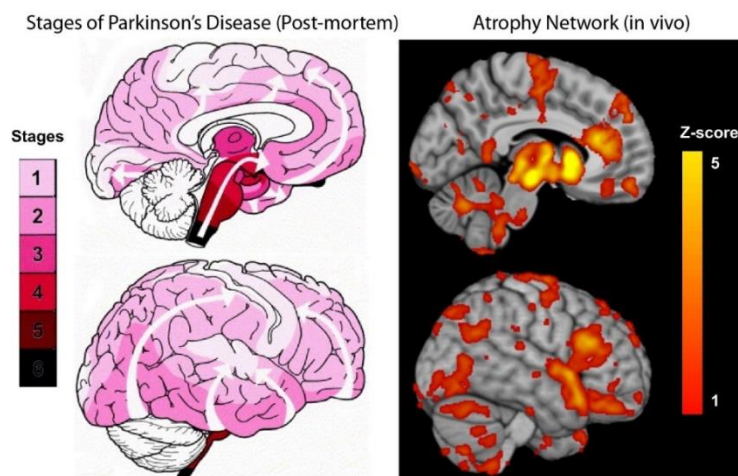 Stages of Parkinson's Disease (Post-mortem)
Atrophy Network (in vivo)
Stages
1
2
3
4
5
6
Z-score
5
1